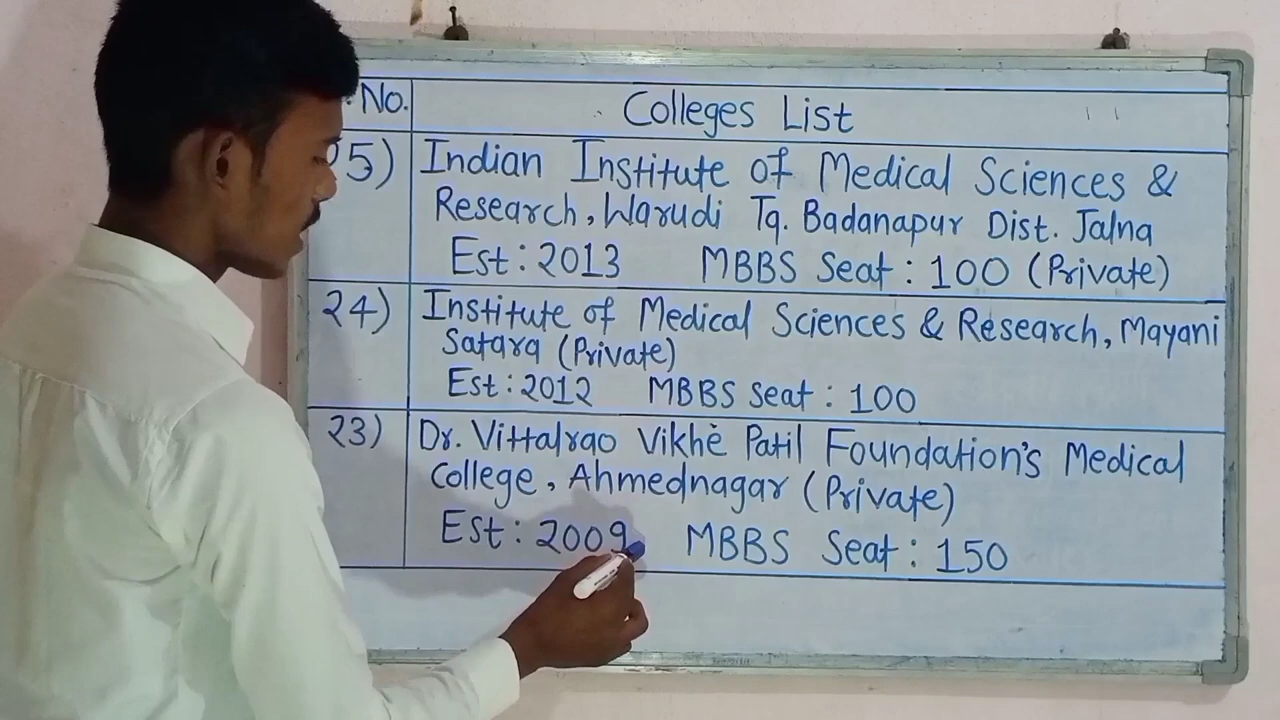 . No. Colleges List
25) Indian Institute of Medical Sciences &
Research, Warudi Tq. Badanapur Dist. Jalna
Est : 2013 MBBS Seat : 100 (Private)
24) Institute of Medical Sciences & Research, Mayani
Satara (Private)
Est : 2012 MBBS Seat : 100
23) Dr. Vittalrao Vikhe Patil Foundation's Medical
College, Ahmednagar (Private)
Est : 2009 MBBS Seat : 150